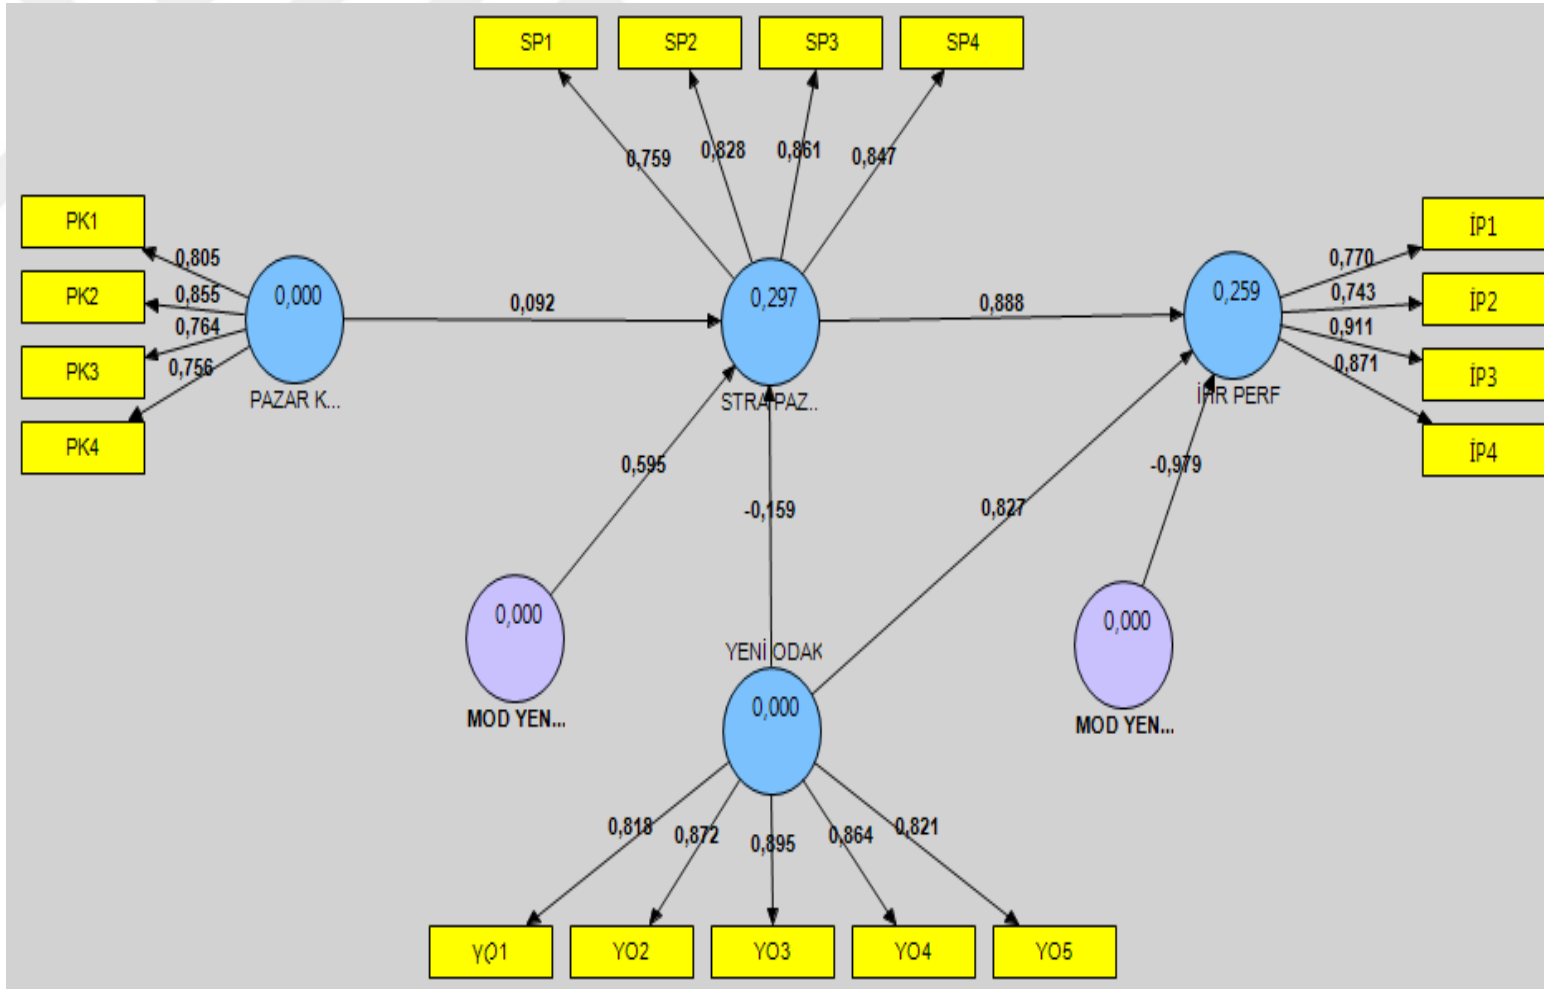 SP1 SP2 SP3 SP4
0,759 0,828 0,861 0,847
PK1
PK2
PK3
PK4
0,805
0,855
0,764
0,756
0,000
PAZAR K...
0,092
0,297
STRA PAZ..
0,888
0,259
İHR PERF
0,770
0,743
0,911
0,871
İP1
İP2
İP3
İP4
0,595
-0,159
0,827
-0,979
0,000
MOD YEN...
YENİ ODAK
0,000
0,000
MOD YEN...
0,818 0,872 0,895 0,864 0,821
YO1 YO2 YO3 YO4 YO5